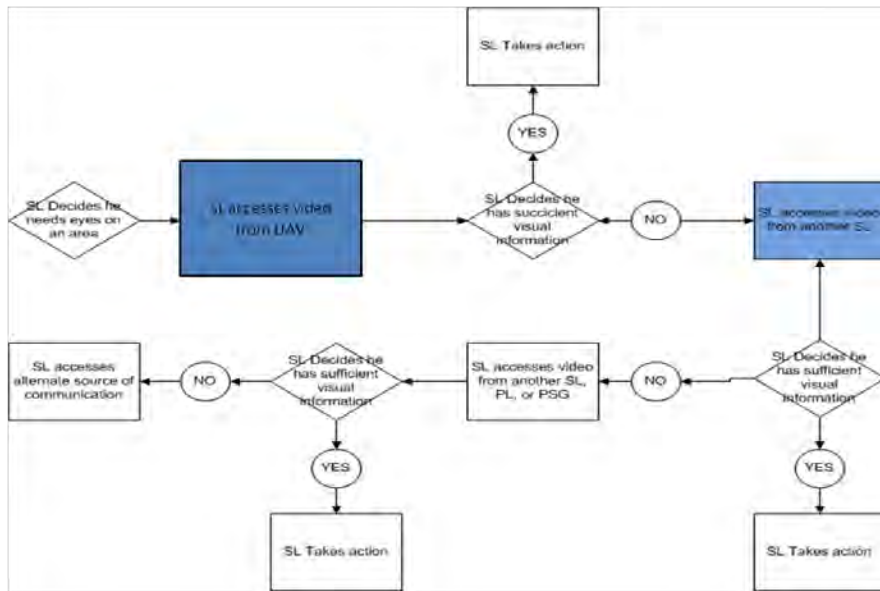 SL Takes action
YES
SL Decides he
needs eyes on
an area
SL accesses video
from UAV
SL Decides he
has succicient
visual
information
NO
SL accesses video
from another SL
SL accesses
alternate source of
communication
NO
SL Decides he
has sufficient
visual
information
SL accesses video
from another SL,
PL, or PSG
NO
SL Decides he
has sufficient
visual
information
YES
YES
SL Takes action
SL Takes action